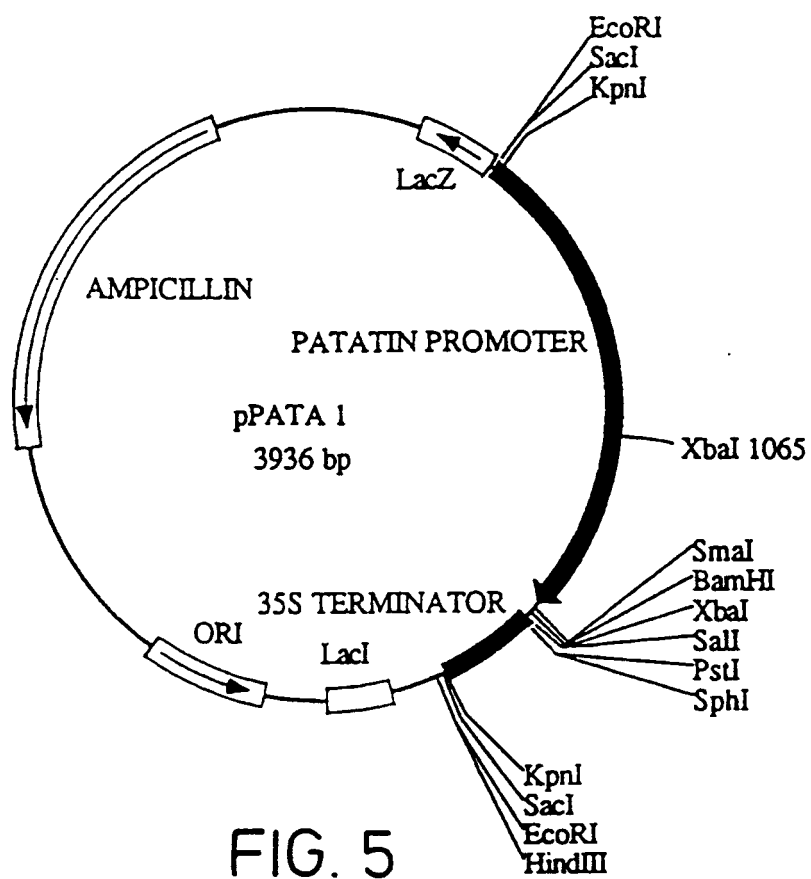 EcoRI
SacI
KpnI
LacZ
AMPICILLIN
PATATIN PROMOTER
pPATA 1
3936 bp
XbaI 1065
SmaI
BamHI
XbaI
SalI
PstI
SphI
35S TERMINATOR
ORI
LacI
KpnI
SacI
EcoRI
HindIII
FIG. 5